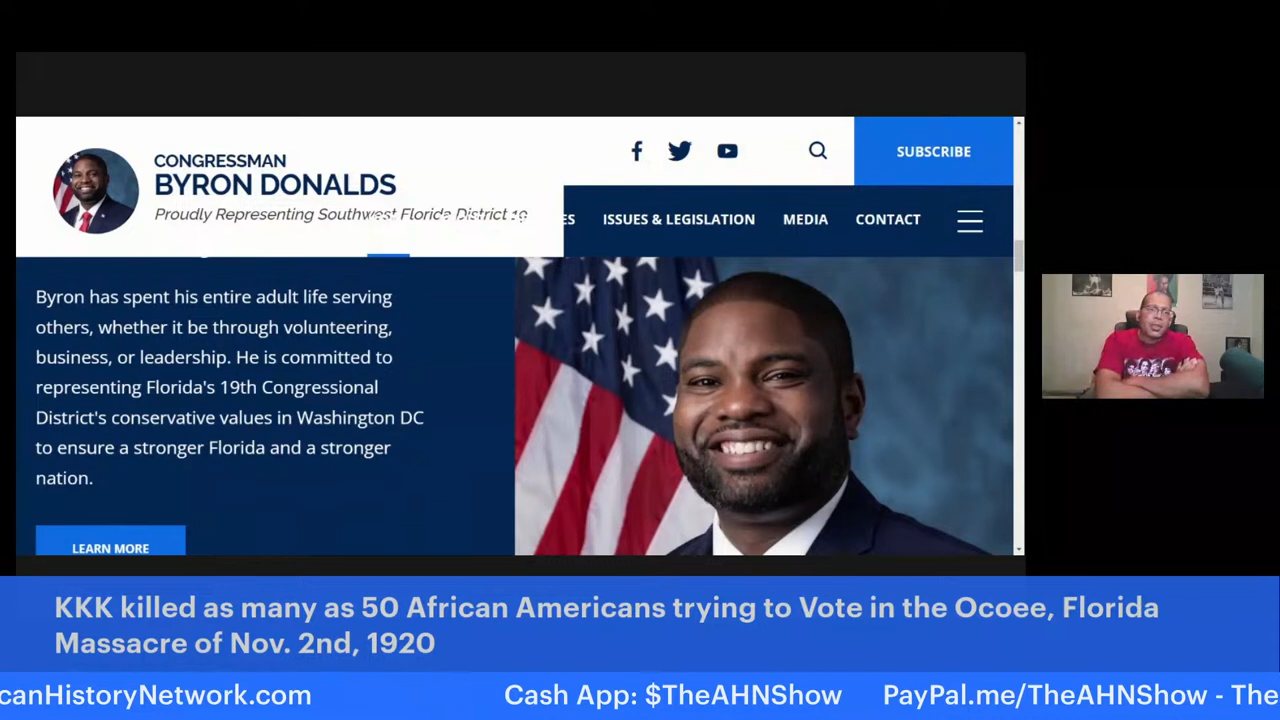 CONGRESSMAN
BYRON DONALDS
Proudly Representing Southwest Florida District 19
SUBSCRIBE
ISSUES & LEGISLATION MEDIA CONTACT
Byron has spent his entire adult life serving
others, whether it be through volunteering,
business, or leadership. He is committed to
representing Florida's 19th Congressional
District's conservative values in Washington DC
to ensure a stronger Florida and a stronger
nation.
LEARN MORE
KKK killed as many as 50 African Americans trying to Vote in the Ocoee, Florida
Massacre of Nov. 2nd, 1920
canHistoryNetwork.com Cash App: $TheAHNShow PayPal.me/TheAHNShow - The